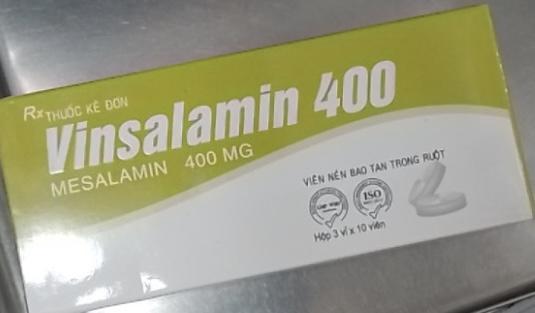 Rx THUỐC KÊ ĐƠN
Vinsalamin 400
MESALAMIN 400 MG
VIÊN NÉN BAO TAN TRONG RUỘT
ISO
Hộp 3 vỉ x 10 viên